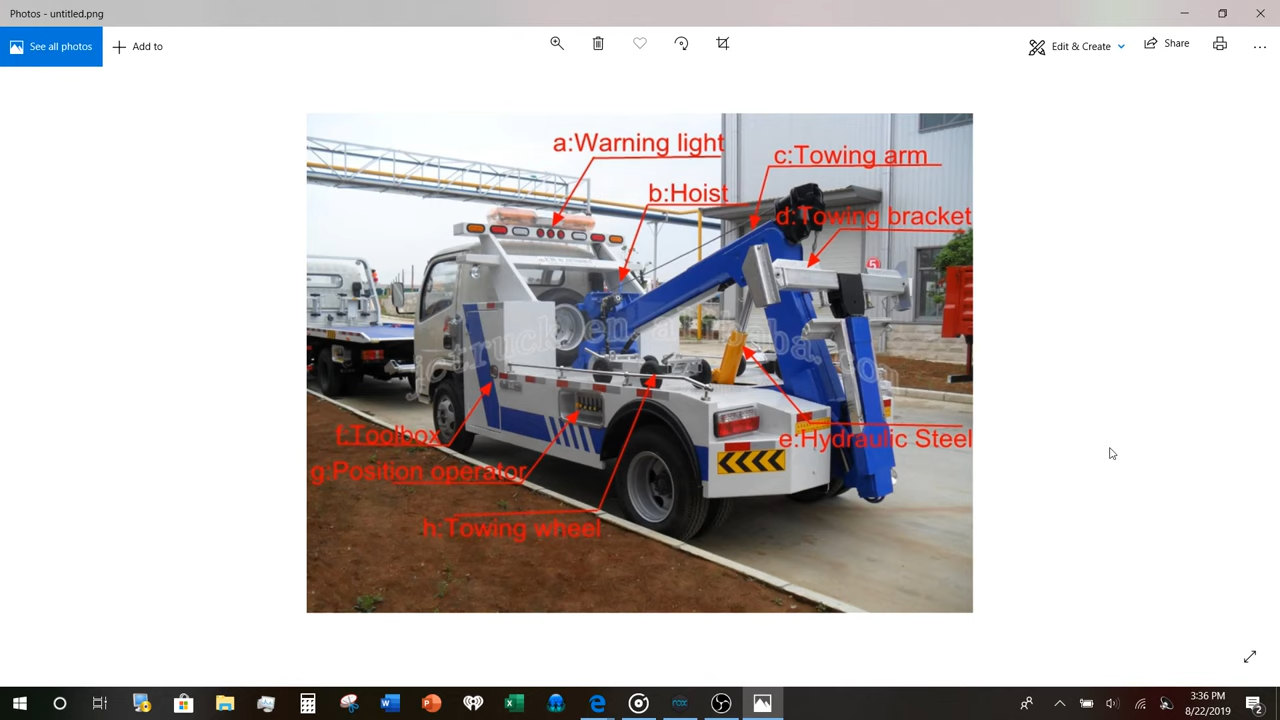 Photos - untitled.png
See all photos
Add to
Edit & Create
Share
a:Warning light
c:Towing arm
b:Hoist
d:Towing bracket
f:Toolbox
e:Hydraulic Steel
g:Position operator
h:Towing wheel
3:36 PM
8/22/2019